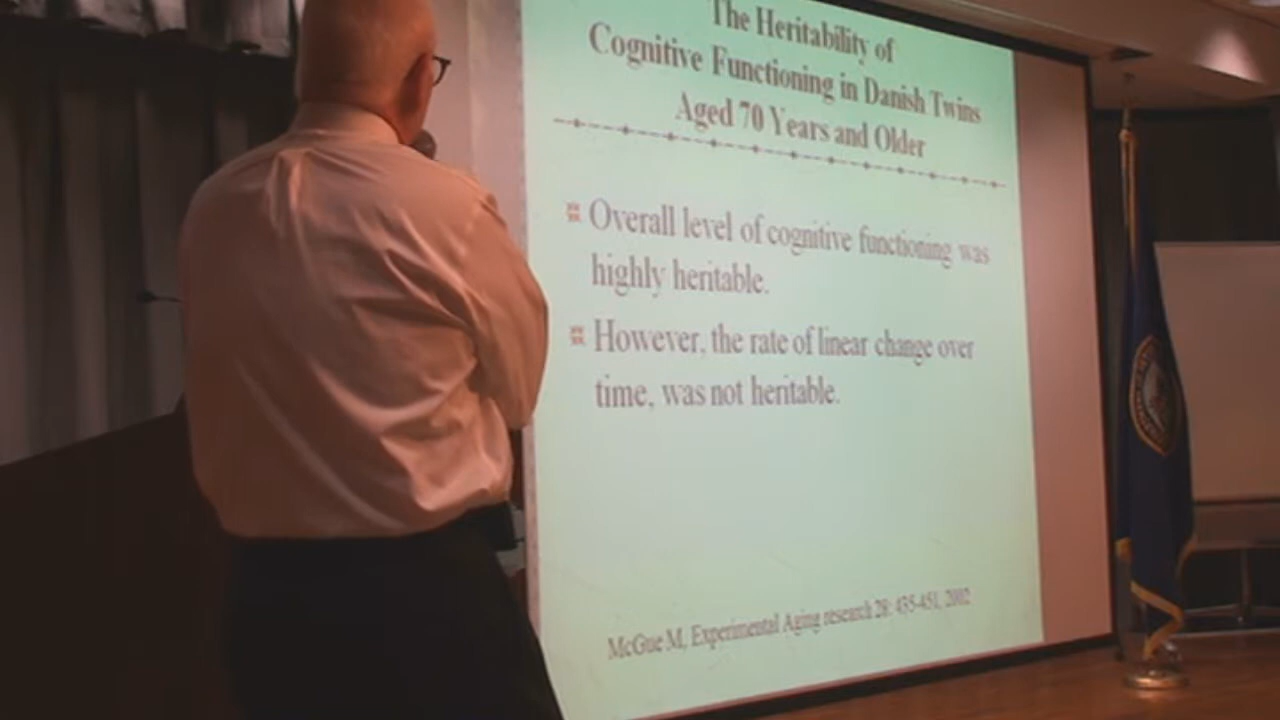 The Heritability of
Cognitive Functioning in Danish Twins
Aged 70 Years and Older
Overall level of cognitive functioning was
highly heritable.
However, the rate of linear change over
time, was not heritable.
McGue M, Experimental Aging research 28: 435-451, 2002